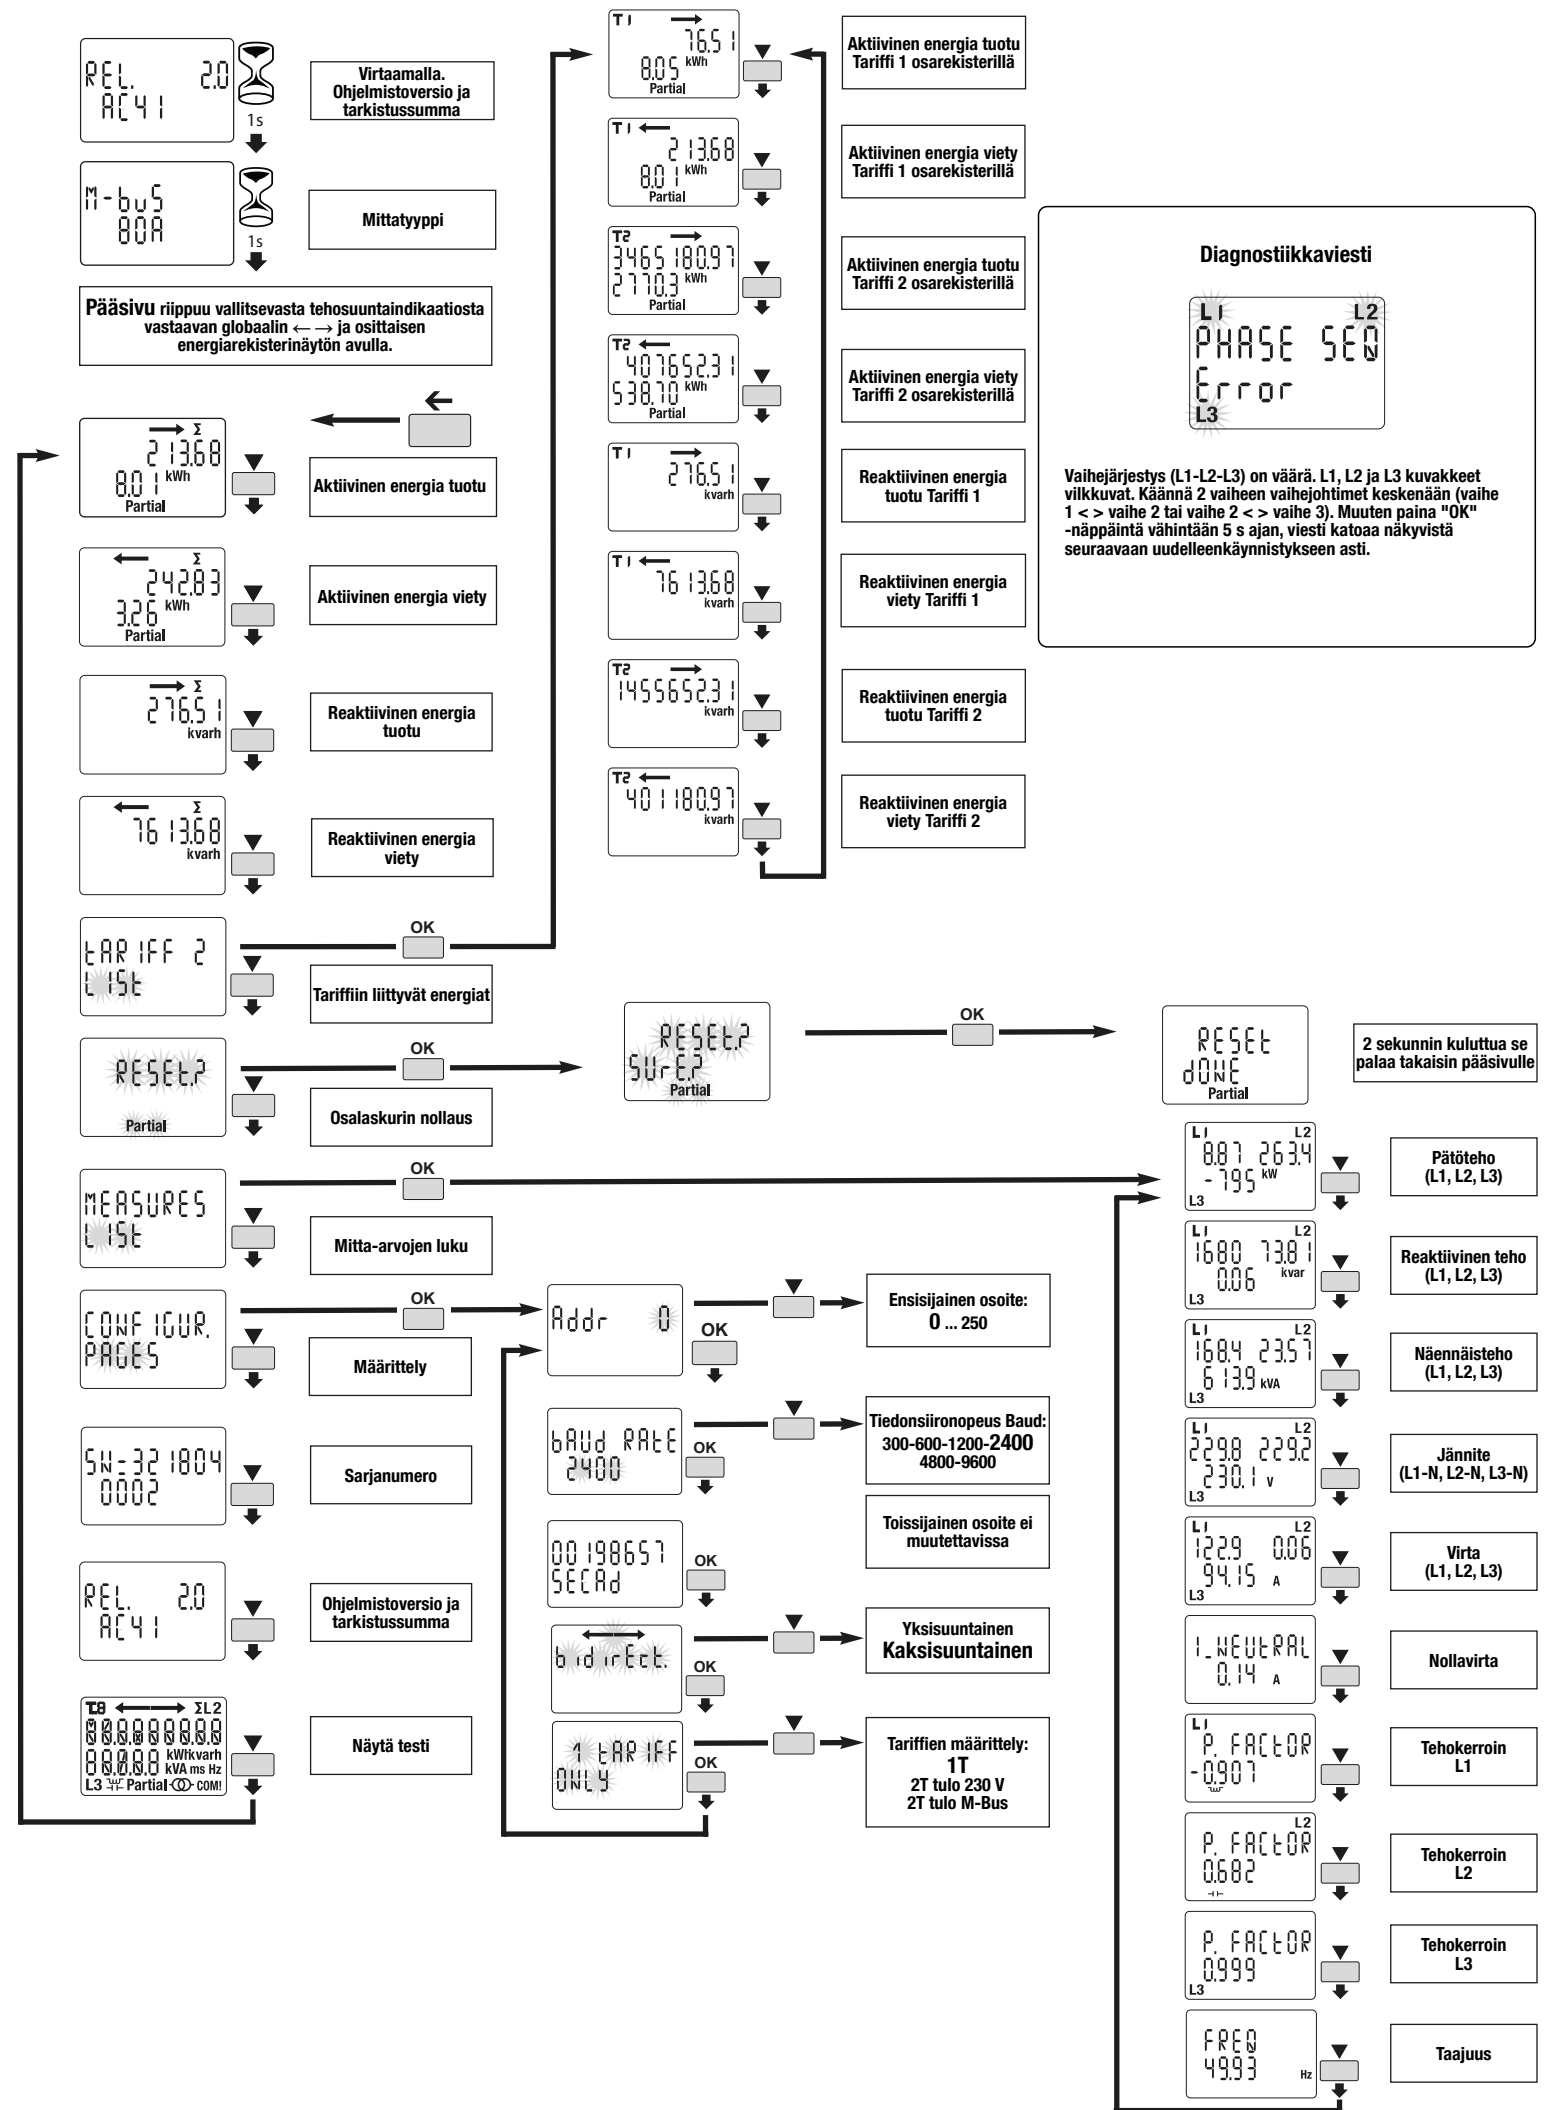 REL. 2.0
AC41
1s
Virtaamalla.
Ohjelmistoversio ja
tarkistussumma
M-buS
80A
1s
Mittatyyppi
Pääsivu riippuu vallitsevasta tehosuuntaindikaatiosta
vastaavan globaalin ←→ ja osittaisen
energiarekisterinäytön avulla.
Σ
213.68
8.01 kWh
Partial
Aktiivinen energia tuotu
Σ
242.83
3.26 kWh
Partial
Aktiivinen energia viety
Σ
276.51
kvarh
Reaktiivinen energia
tuotu
Σ
7613.68
kvarh
Reaktiivinen energia
viety
tARIFF 2
LISt
OK
Tariffiin liittyvät energiat
RESEt.?
Partial
OK
Osalaskurin nollaus
MEASURES
LISt
OK
Mitta-arvojen luku
CONFIGUR.
PAGES
OK
Määrittely
SN-321804
0002
Sarjanumero
REL. 2.0
AC41
Ohjelmistoversio ja
tarkistussumma
ΣL2
kWhkvarh
kVA ms Hz
L3 Partial COM!
Näytä testi
T1
76.51
8.05 kWh
Partial
Aktiivinen energia tuotu
Tariffi 1 osarekisterillä
T1
213.68
8.01 kWh
Partial
Aktiivinen energia viety
Tariffi 1 osarekisterillä
T2
3465180.97
2770.3 kWh
Partial
Aktiivinen energia tuotu
Tariffi 2 osarekisterillä
T2
407652.31
538.70 kWh
Partial
Aktiivinen energia viety
Tariffi 2 osarekisterillä
T1
276.51
kvarh
Reaktiivinen energia
tuotu Tariffi 1
T1
7613.68
kvarh
Reaktiivinen energia
viety Tariffi 1
T2
1455652.31
kvarh
Reaktiivinen energia
tuotu Tariffi 2
T2
401180.97
kvarh
Reaktiivinen energia
viety Tariffi 2
Diagnostiikkaviesti
L1 L2
PHASE SEQ
Error
L3
Vaihejärjestys (L1-L2-L3) on väärä. L1, L2 ja L3 kuvakkeet
vilkkuvat. Käännä 2 vaiheen vaihejohtimet keskenään (vaihe
1 < > vaihe 2 tai vaihe 2 < > vaihe 3). Muuten paina "OK"
-näppäintä vähintään 5 s ajan, viesti katoaa näkyvistä
seuraavaan uudelleenkäynnistykseen asti.
RESEt.?
SUrE.?
Partial
OK
RESEt
dONE
Partial
2 sekunnin kuluttua se
palaa takaisin pääsivulle
Addr 0
OK
Ensisijainen osoite:
0 ... 250
bAUd RAtE
2400
OK
Tiedonsiironopeus Baud:
300-600-1200-2400
4800-9600
00198657
SECAd
OK
Toissijainen osoite ei
muutettavissa
bidirEct.
OK
Yksisuuntainen
Kaksisuuntainen
1 tARIFF
ONLY
OK
Tariffien määrittely:
1T
2T tulo 230 V
2T tulo M-Bus
L1 L2
8.87 263.4
-795 kW
L3
Pätöteho
(L1, L2, L3)
L1 L2
1680 73.81
0.06 kvar
L3
Reaktiivinen teho
(L1, L2, L3)
L1 L2
168.4 23.57
613.9 kVA
L3
Näennäisteho
(L1, L2, L3)
L1 L2
229.8 229.2
230.1 V
L3
Jännite
(L1-N, L2-N, L3-N)
L1 L2
122.9 0.06
94.15 A
L3
Virta
(L1, L2, L3)
I_NEUtRAL
0.14 A
Nollavirta
L1
P. FACtOR
-0.907
Tehokerroin
L1
L2
P. FACtOR
0.682
Tehokerroin
L2
P. FACtOR
0.999
L3
Tehokerroin
L3
FREQ
49.93 Hz
Taajuus